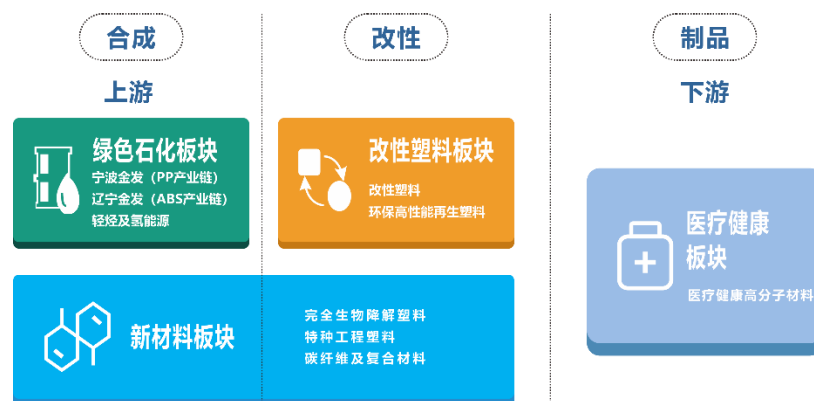 合成
改性
制品
上游
下游
绿色石化板块
宁波金发（PP产业链）
辽宁金发（ABS产业链）
轻烃及氢能源
改性塑料板块
改性塑料
环保高性能再生塑料
医疗健康
板块
医疗健康高分子材料
新材料板块
完全生物降解塑料
特种工程塑料
碳纤维及复合材料